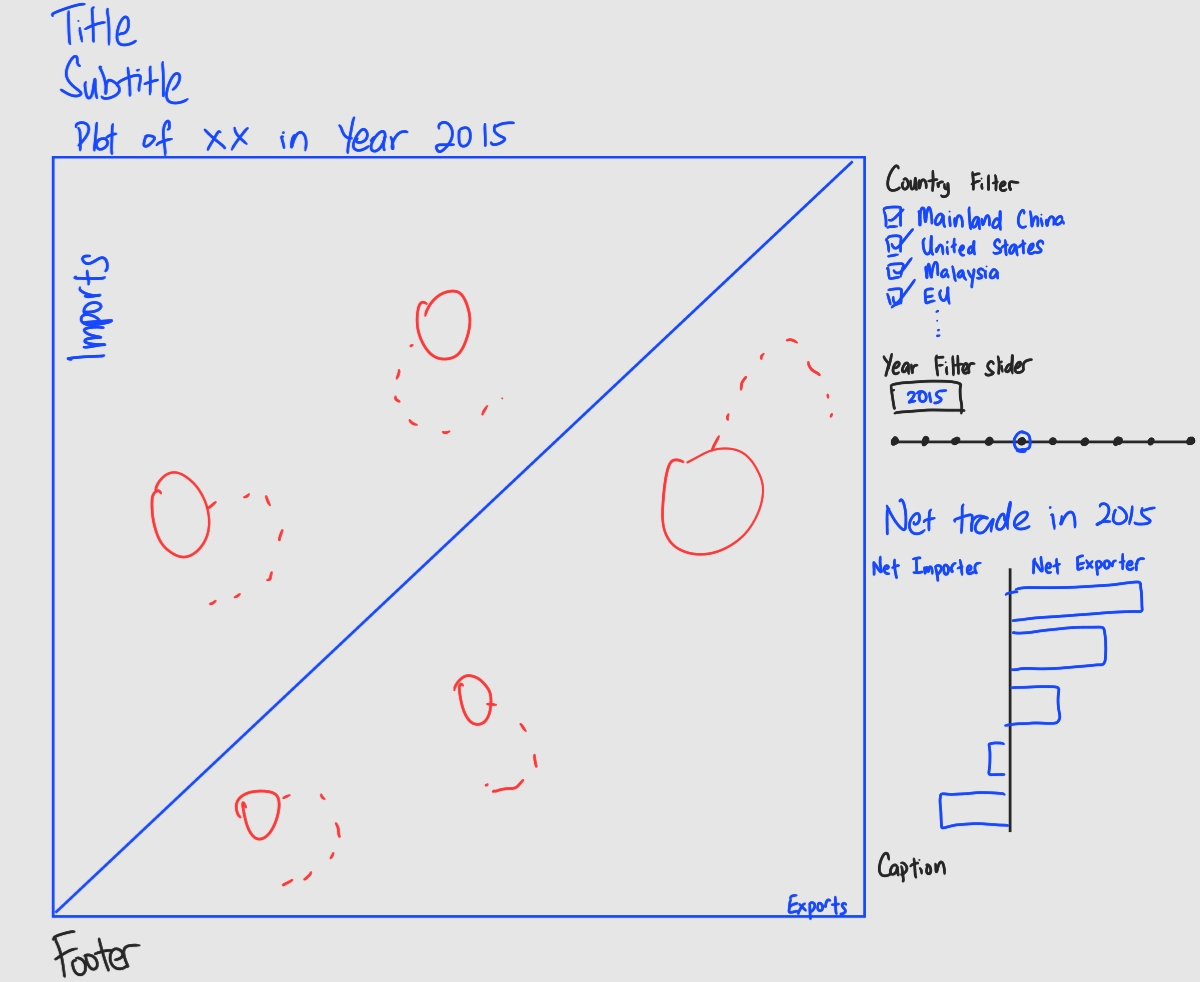 Title
Subtitle
Plot of xx in Year 2015
Imports
Exports
Footer
Country Filter
Mainland China
United States
Malaysia
EU
Year Filter slider
2015
Net trade in 2015
Net Importer
Net Exporter
Caption